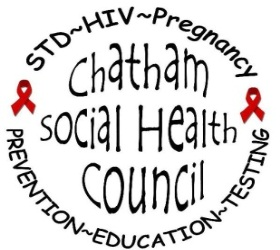 STD~HIV~Pregnancy
Chatham
Social Health
Council
PREVENTION~EDUCATION~TESTING